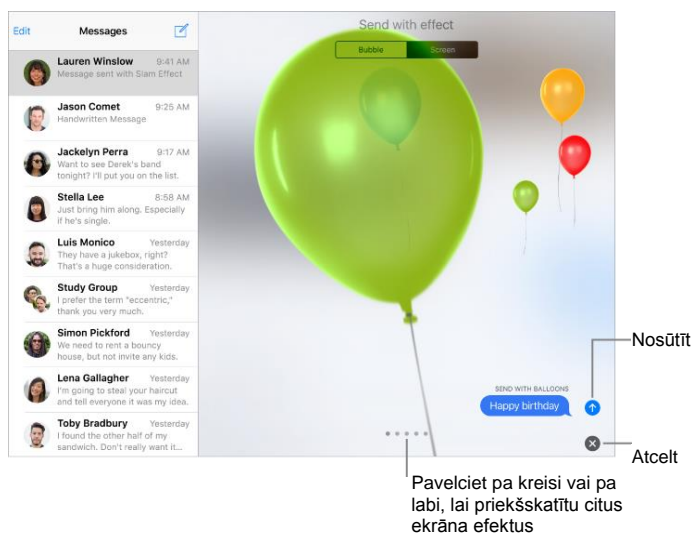 Edit
Messages
Lauren Winslow 9:41 AM
Message sent with Slam Effect
Jason Comet 9:25 AM
Handwritten Message
Jackelyn Perra 9:17 AM
Want to see Derek's band
tonight? I'll put you on the list.
Stella Lee 8:58 AM
Just bring him along. Especially
if he's single.
Luis Monico Yesterday
They have a jukebox, right?
That's a huge consideration.
Study Group Yesterday
I prefer the term "eccentric,"
thank you very much.
Simon Pickford Yesterday
We need to rent a bouncy
house, but not invite any kids.
Lena Gallagher Yesterday
I'm going to steal your haircut
and tell everyone it was my idea.
Toby Bradbury Yesterday
I found the other half of my
sandwich. Don't really want it...
Send with effect
Bubble Screen
SEND WITH BALLOONS
Happy birthday
Nosūtīt
Atcelt
Pavelciet pa kreisi vai pa
labi, lai priekšskatītu citus
ekrāna efektus